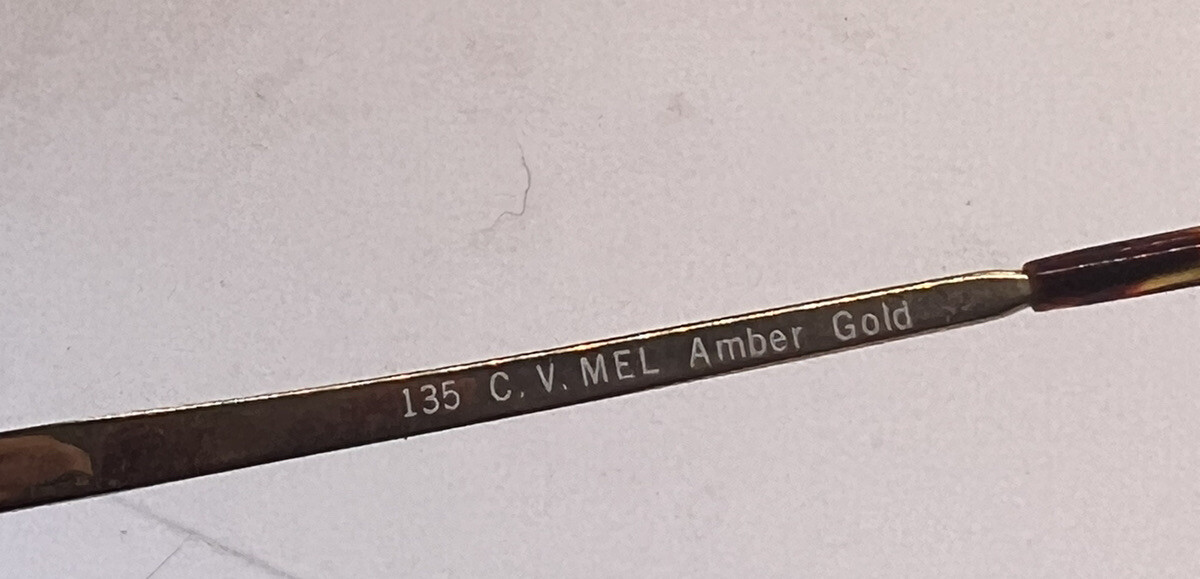 135 C. V. MEL Amber Gold